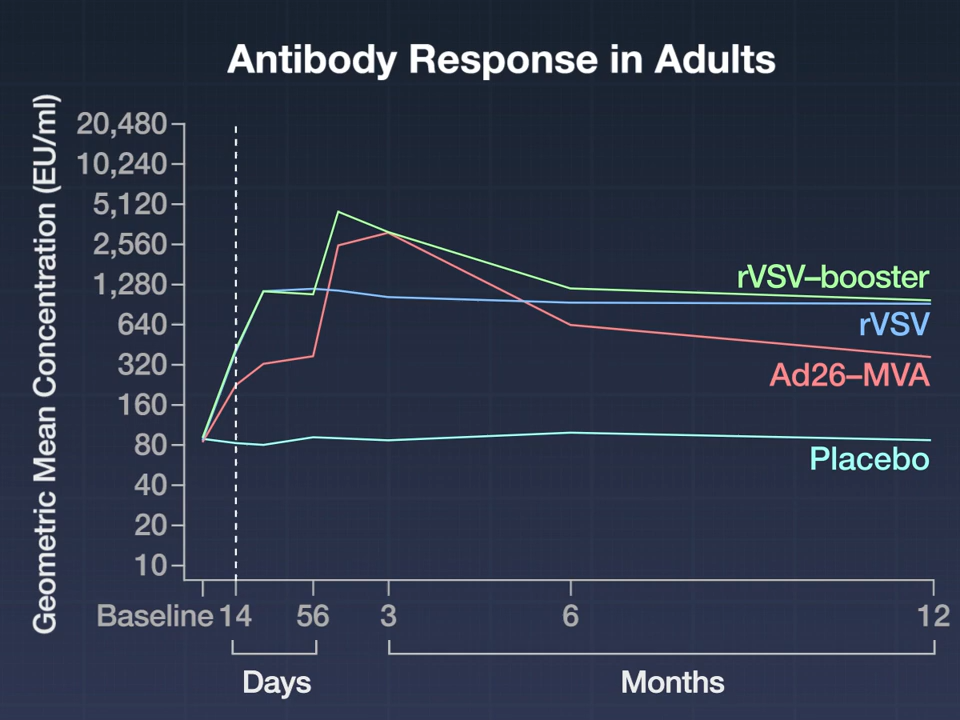 Antibody Response in Adults
Geometric Mean Concentration (EU/ml)
20,480
10,240
5,120
2,560
1,280
640
320
160
80
40
20
10
rVSV–booster
rVSV
Ad26–MVA
Placebo
Baseline 14 56 3 6 12
Days Months